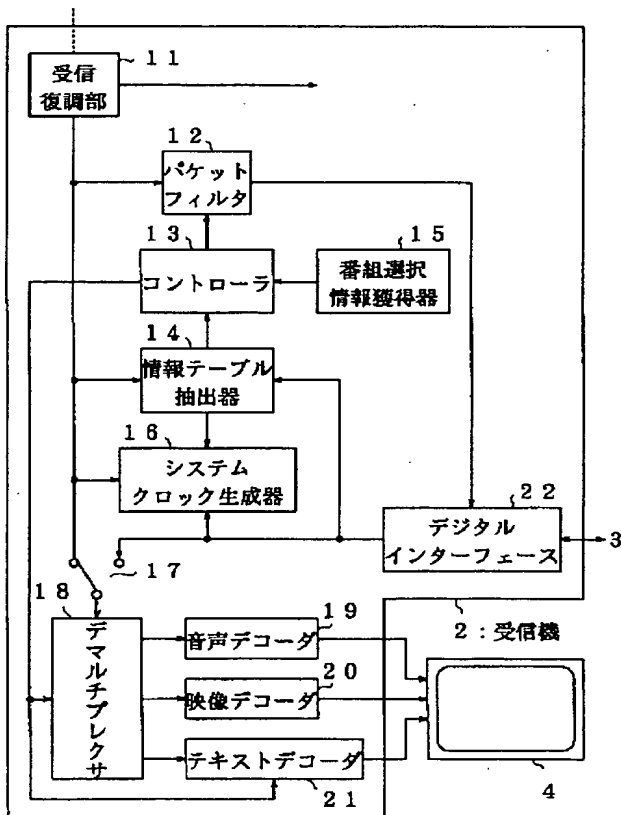 １１
受信
復調部
１２
パケット
フィルタ
１３
コントローラ
１５
番組選択
情報獲得器
１４
情報テーブル
抽出器
１６
システム
クロック生成器
２２
デジタル
インターフェース
３
１７
１８
デマルチプレクサ
１９
音声デコーダ
２：受信機
２０
映像デコーダ
テキストデコーダ
２１
４